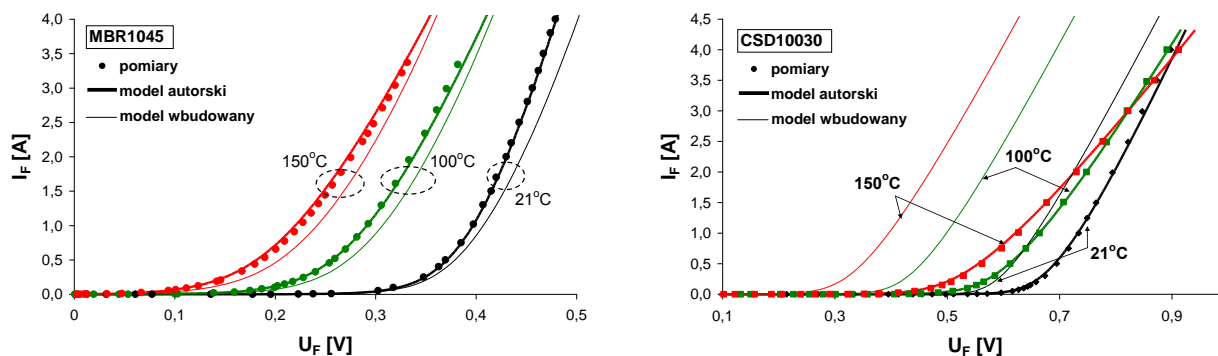 MBR1045
pomiary
model autorski
model wbudowany
I_F [A]
4,0
3,5
3,0
2,5
2,0
1,5
1,0
0,5
0,0
150°C
100°C
21°C
0
0,1
0,2
0,3
0,4
0,5
U_F [V]
CSD10030
pomiary
model autorski
model wbudowany
I_F [A]
4,5
4,0
3,5
3,0
2,5
2,0
1,5
1,0
0,5
0,0
150°C
100°C
21°C
0,1
0,3
0,5
0,7
0,9
U_F [V]